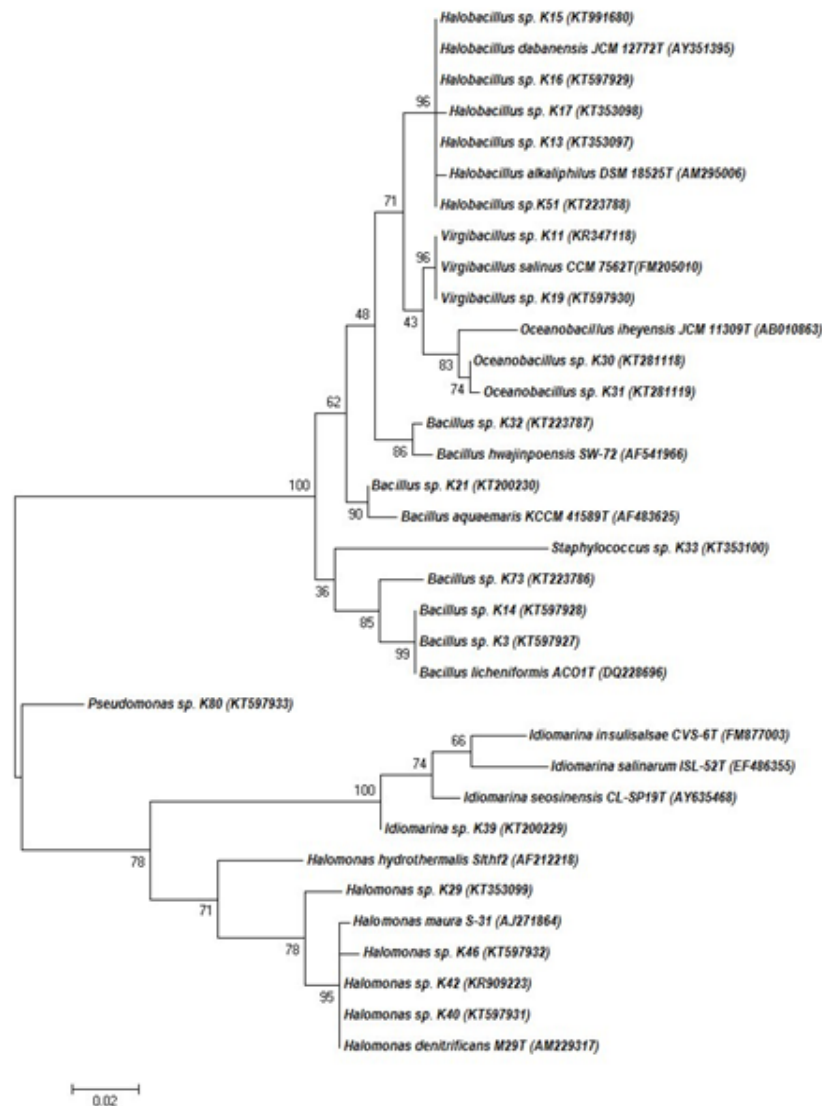 Halobacillus sp. K15 (KT991680)
Halobacillus dabanensis JCM 12772T (AY351395)
Halobacillus sp. K16 (KT597929)
96
Halobacillus sp. K17 (KT353098)
Halobacillus sp. K13 (KT353097)
Halobacillus alkaliphilus DSM 18525T (AM295006)
71
Halobacillus sp.K51 (KT223788)
Virgibacillus sp. K11 (KR347118)
96
Virgibacillus salinus CCM 7562T(FM205010)
Virgibacillus sp. K19 (KT597930)
48
43
Oceanobacillus iheyensis JCM 11309T (AB010863)
83
Oceanobacillus sp. K30 (KT281118)
74
Oceanobacillus sp. K31 (KT281119)
62
Bacillus sp. K32 (KT223787)
86
Bacillus hwajinpoensis SW-72 (AF541966)
100
Bacillus sp. K21 (KT200230)
90
Bacillus aquaemaris KCCM 41589T (AF483625)
Staphylococcus sp. K33 (KT353100)
36
Bacillus sp. K73 (KT223786)
85
Bacillus sp. K14 (KT597928)
Bacillus sp. K3 (KT597927)
99
Bacillus licheniformis ACO1T (DQ228696)
Pseudomonas sp. K80 (KT597933)
Idiomarina insulisalsae CVS-6T (FM877003)
66
Idiomarina salinarum ISL-52T (EF486355)
74
Idiomarina seosinensis CL-SP19T (AY635468)
100
Idiomarina sp. K39 (KT200229)
78
Halomonas hydrothermalis Slthf2 (AF212218)
71
Halomonas sp. K29 (KT353099)
Halomonas maura S-31 (AJ271864)
78
Halomonas sp. K46 (KT597932)
Halomonas sp. K42 (KR909223)
95
Halomonas sp. K40 (KT597931)
Halomonas denitrificans M29T (AM229317)
0.02